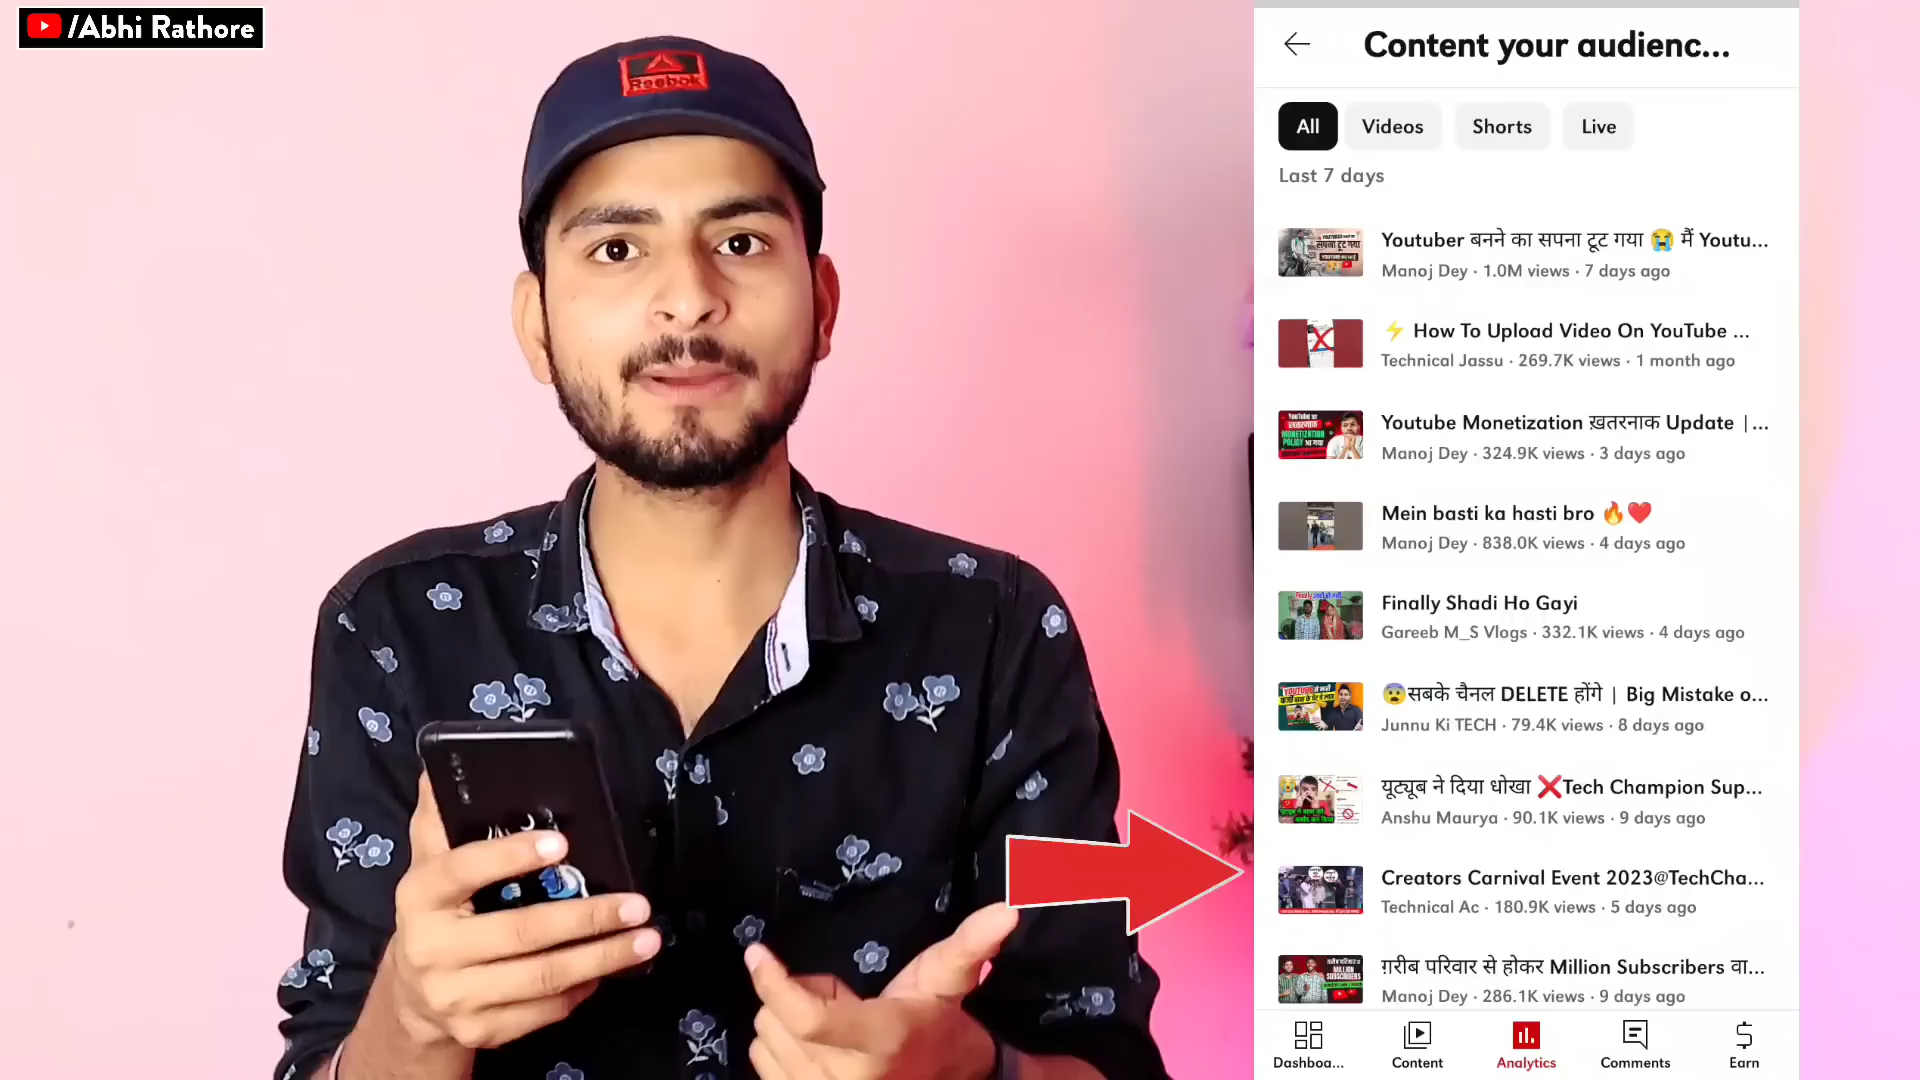 /Abhi Rathore
Reebok
Content your audienc...
All
Videos
Shorts
Live
Last 7 days
Youtuber बनने का सपना टूट गया 😭 मैं Youtu...
Manoj Dey · 1.0M views · 7 days ago
⚡ How To Upload Video On YouTube ...
Technical Jassu · 269.7K views · 1 month ago
Youtube Monetization ख़तरनाक Update |...
Manoj Dey · 324.9K views · 3 days ago
Mein basti ka hasti bro 🔥❤️
Manoj Dey · 838.0K views · 4 days ago
Finally Shadi Ho Gayi
Gareeb M_S Vlogs · 332.1K views · 4 days ago
😨सबके चैनल DELETE होंगे | Big Mistake o...
Junnu Ki TECH · 79.4K views · 8 days ago
यूट्यूब ने दिया धोखा ❌Tech Champion Sup...
Anshu Maurya · 90.1K views · 9 days ago
Creators Carnival Event 2023@TechCha...
Technical Ac · 180.9K views · 5 days ago
ग़रीब परिवार से होकर Million Subscribers वा...
Manoj Dey · 286.1K views · 9 days ago
Dashboa...
Content
Analytics
Comments
Earn